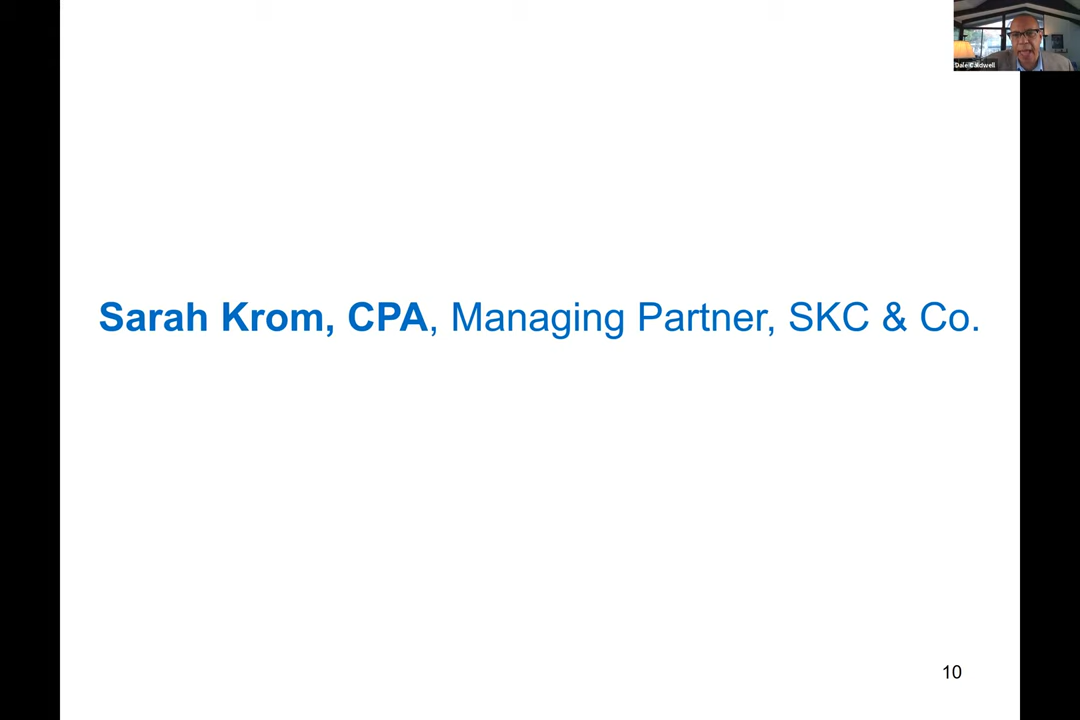 Dale Caldwell
Sarah Krom, CPA, Managing Partner, SKC & Co.
10